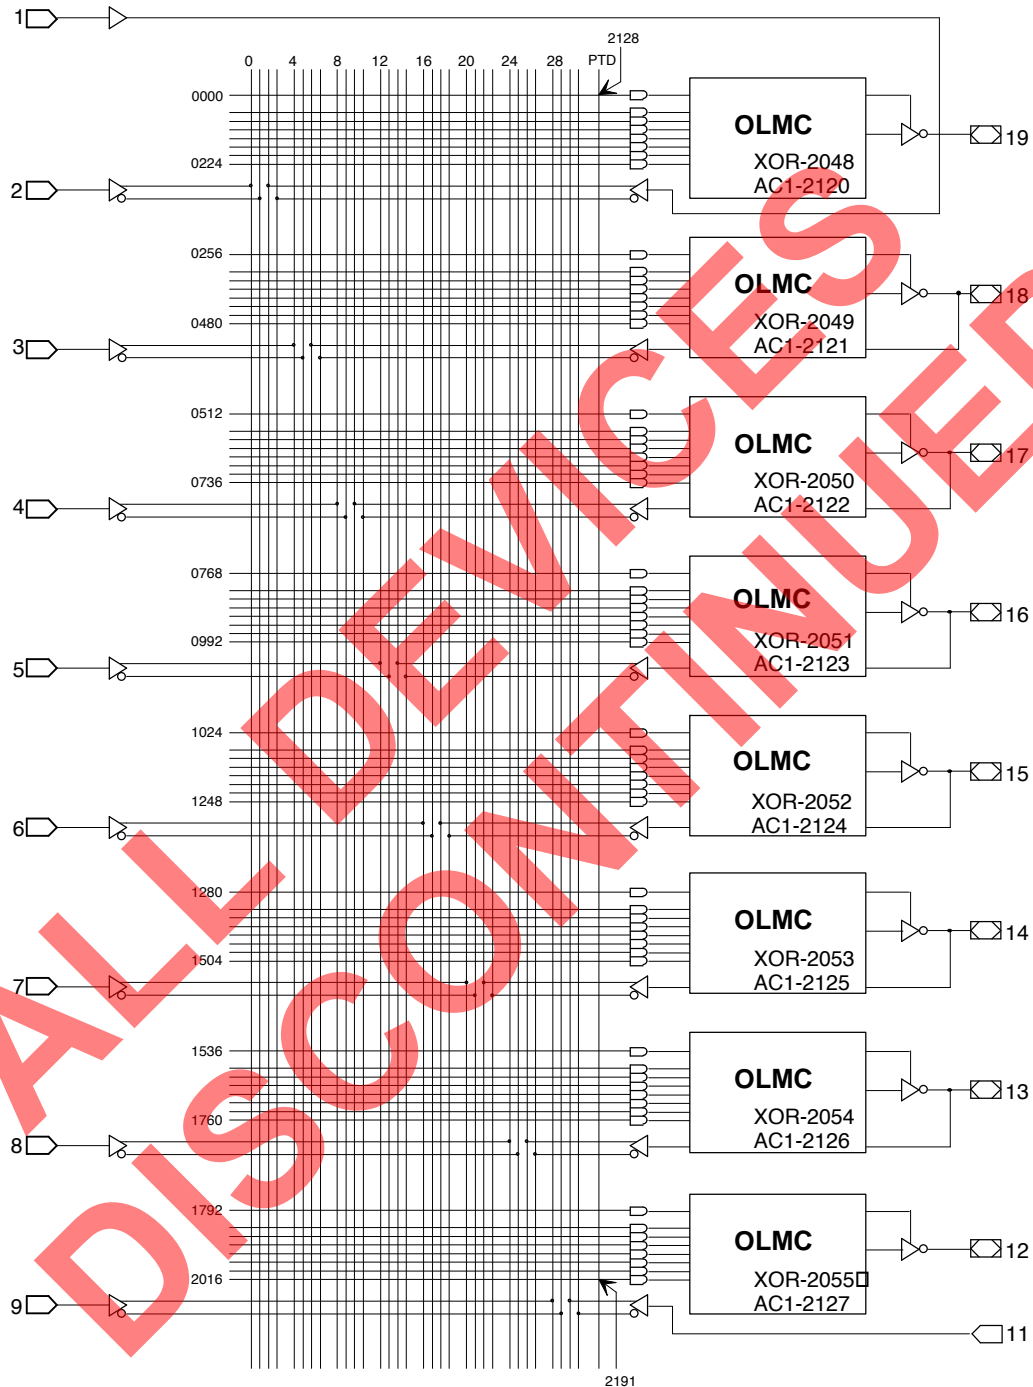 1
2128
0 4 8 12 16 20 24 28 PTD
0000
OLMC
19
0224
XOR-2048
AC1-2120
2
0256
OLMC
18
0480
XOR-2049
AC1-2121
3
0512
OLMC
17
0736
XOR-2050
AC1-2122
4
0768
OLMC
16
0992
XOR-2051
AC1-2123
5
1024
OLMC
15
1248
XOR-2052
AC1-2124
6
1280
OLMC
14
1504
XOR-2053
AC1-2125
7
1536
OLMC
13
1760
XOR-2054
AC1-2126
8
1792
OLMC
12
2016
XOR-2055
AC1-2127
9
11
2191
ALL DEVICES
DISCONTINUED